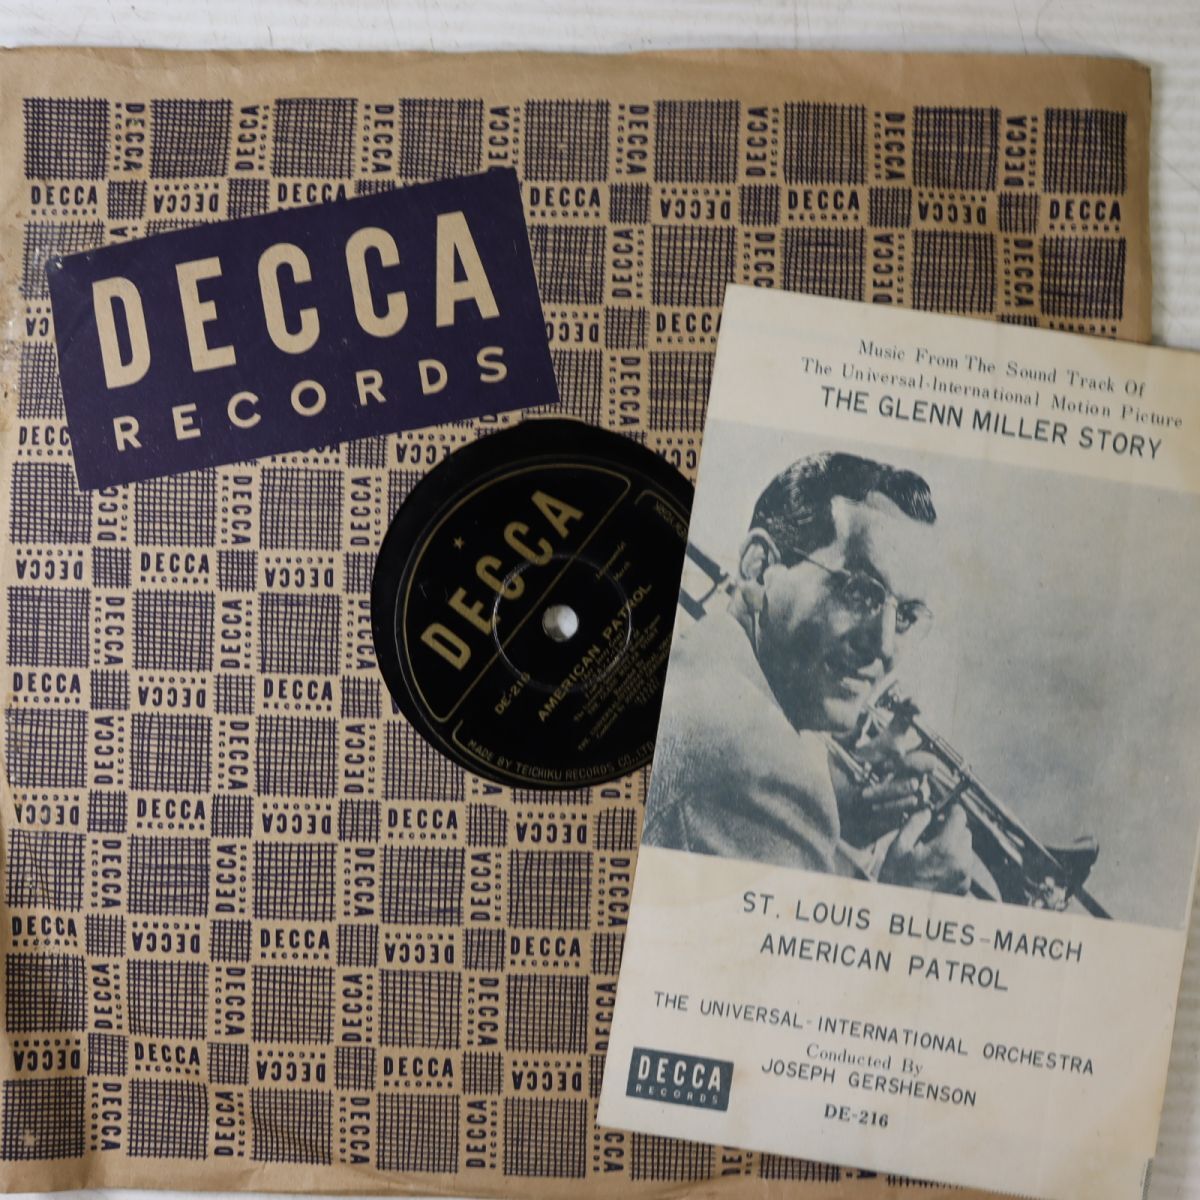 DECCA
RECORDS
DECCA
AMERICAN PATROL
DE-216
MADE BY TEICHIKU RECORDS CO., LTD
Music From The Sound Track Of
The Universal-International Motion Picture
THE GLENN MILLER STORY
ST. LOUIS BLUES-MARCH
AMERICAN PATROL
THE UNIVERSAL-INTERNATIONAL ORCHESTRA
Conducted By
JOSEPH GERSHENSON
DE-216
DECCA
RECORDS